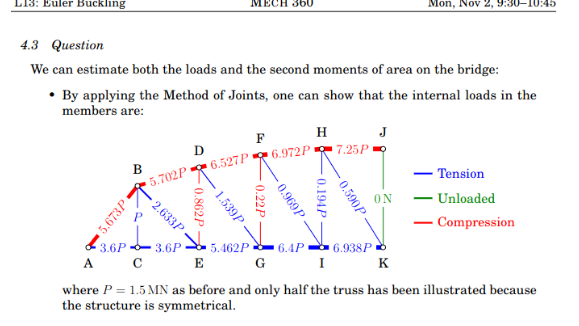 L13: Euler Buckling MECH 360 Mon, Nov 2, 9:30–10:45
4.3 Question
We can estimate both the loads and the second moments of area on the bridge:
• By applying the Method of Joints, one can show that the internal loads in the
members are:
H J
F
D
6.972P 7.25P
6.527P
B
5.702P
Tension
5.673P
P
2.633P
0.802P
1.539P
0.22P
0.969P
0.194P
0.590P
0 N
Unloaded
Compression
3.6P 3.6P 5.462P 6.4P 6.938P
A C E G I K
where P = 1.5 MN as before and only half the truss has been illustrated because
the structure is symmetrical.